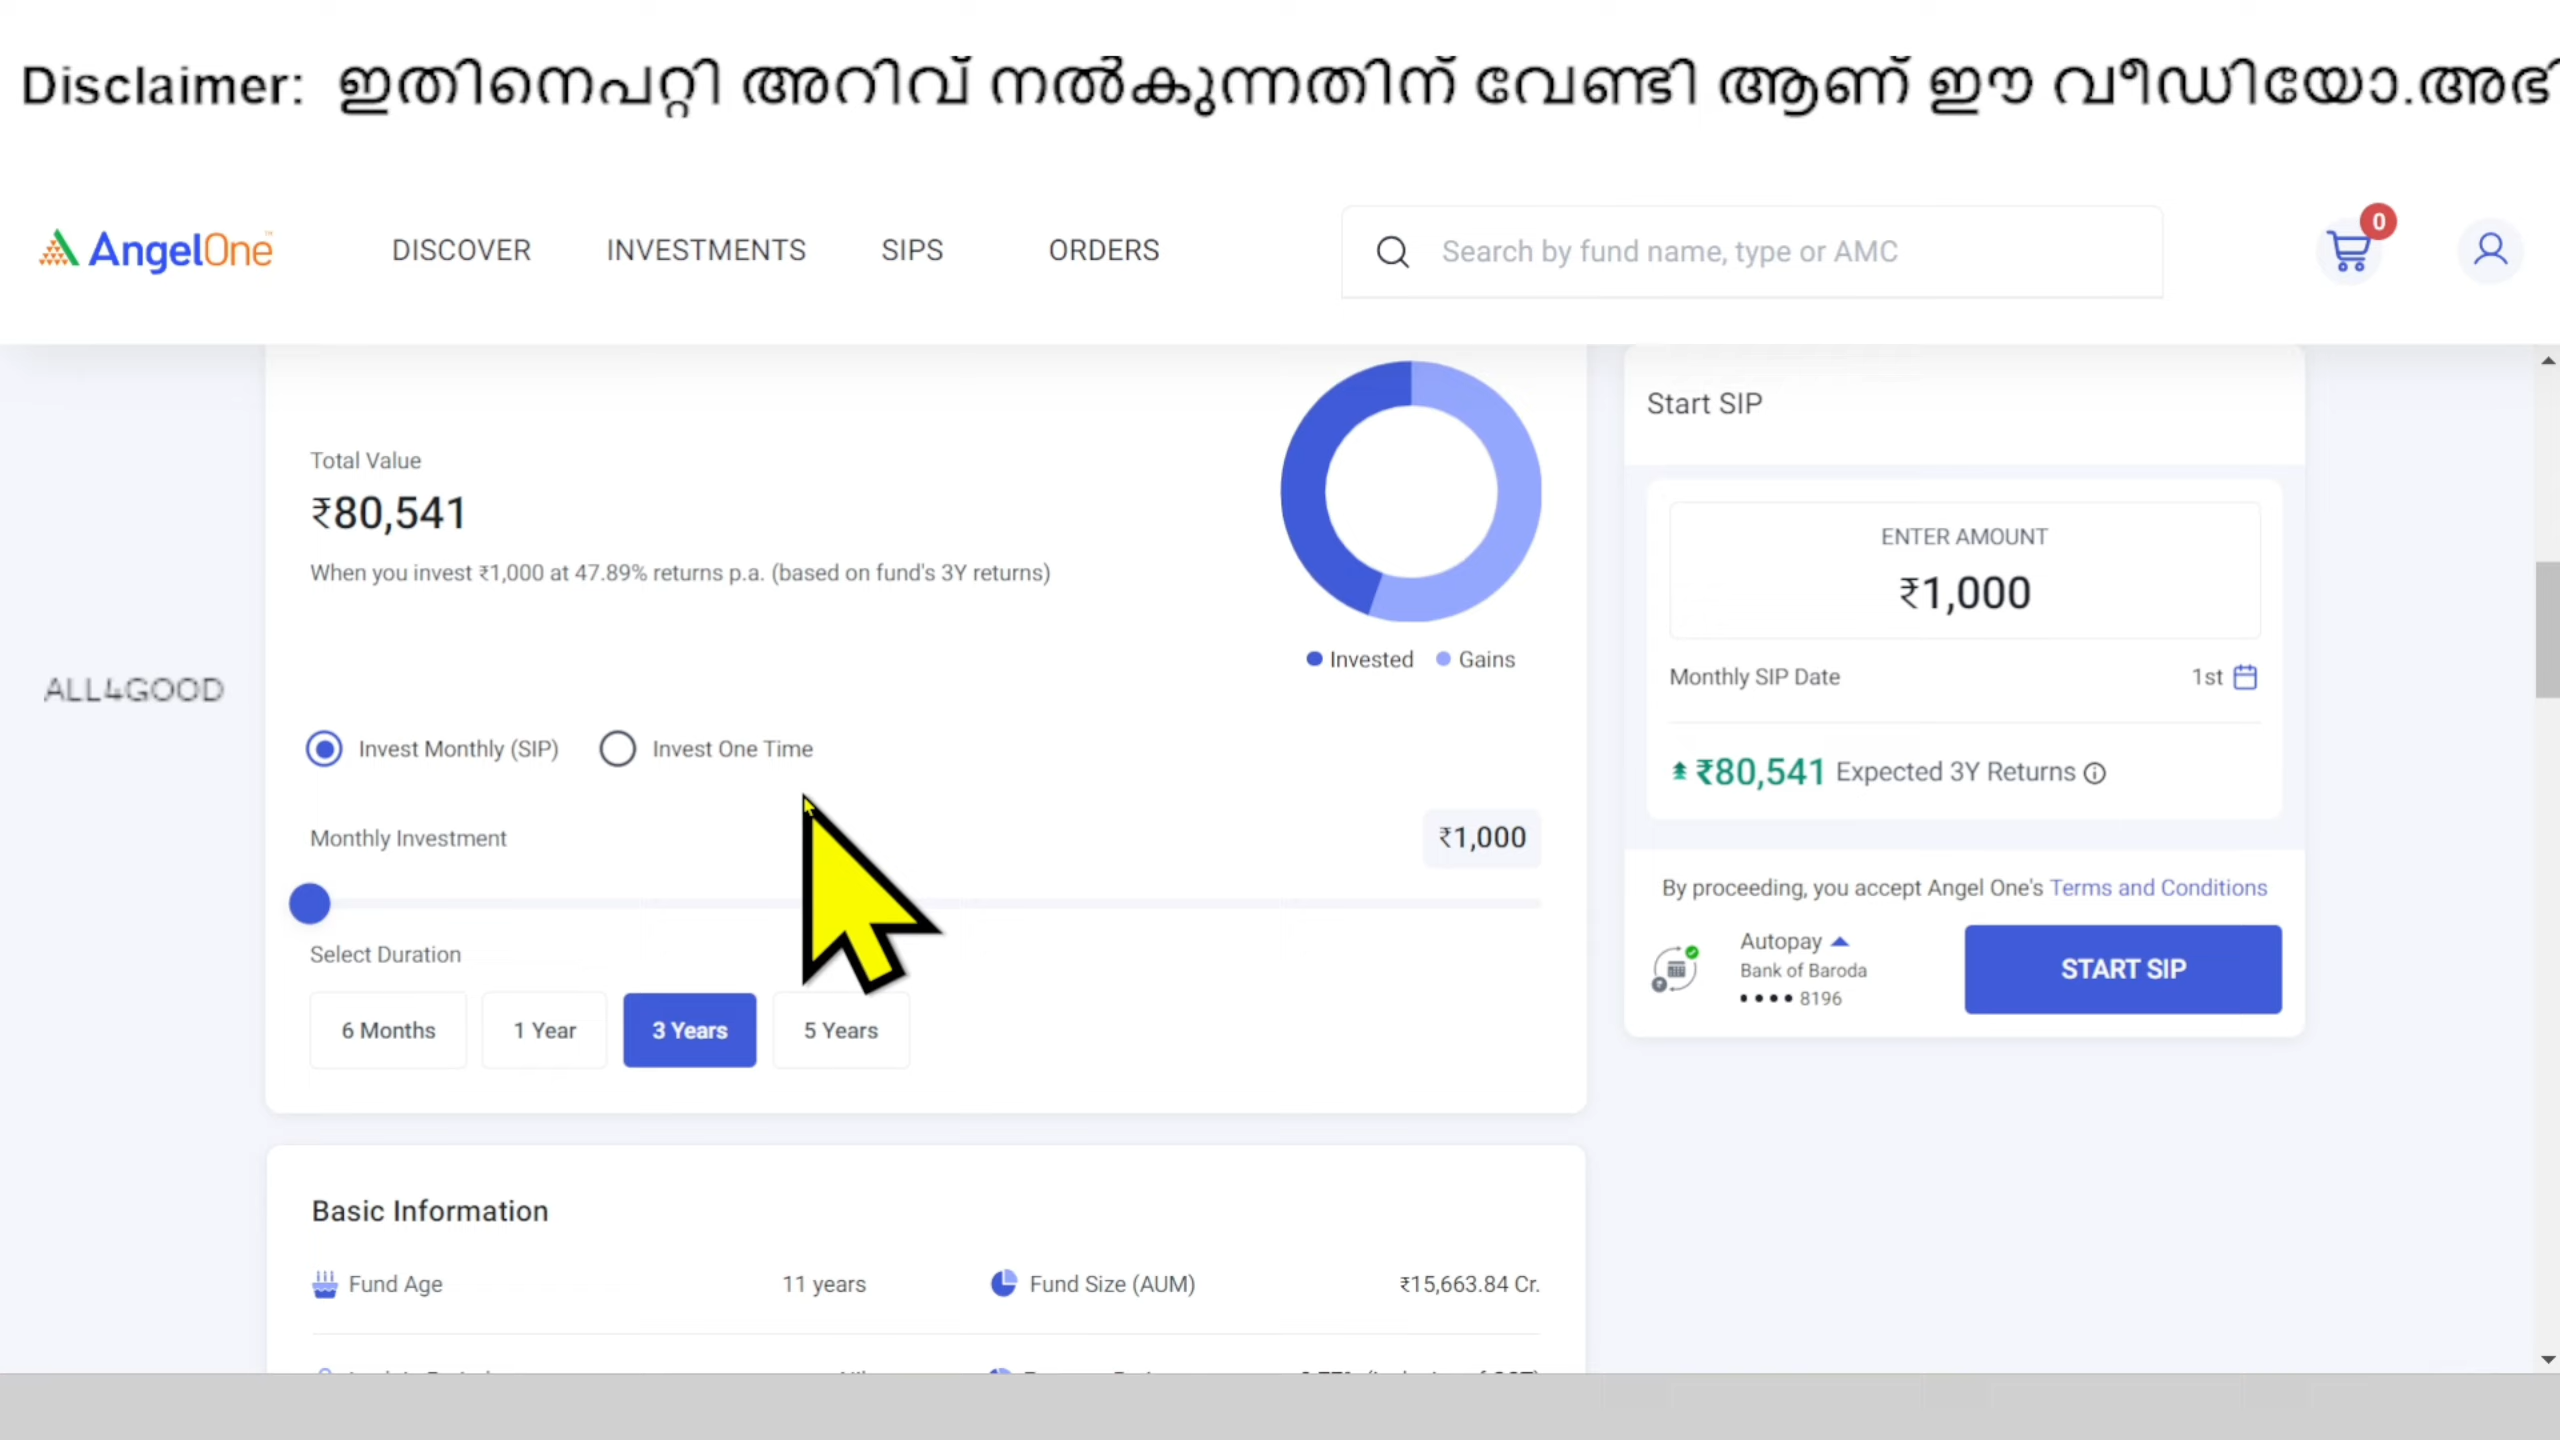 Disclaimer: ഇതിനെപറ്റി അറിവ് നൽകുന്നതിന് വേണ്ടി ആണ് ഈ വീഡിയോ.അഭി
AngelOne
DISCOVER INVESTMENTS SIPS ORDERS
Search by fund name, type or AMC
0
Total Value
₹80,541
When you invest ₹1,000 at 47.89% returns p.a. (based on fund's 3Y returns)
Invested Gains
ALL4GOOD
Invest Monthly (SIP) Invest One Time
Monthly Investment ₹1,000
Select Duration
6 Months 1 Year 3 Years 5 Years
Start SIP
ENTER AMOUNT
₹1,000
Monthly SIP Date 1st
₹80,541 Expected 3Y Returns
By proceeding, you accept Angel One's Terms and Conditions
Autopay
Bank of Baroda
•••• 8196
START SIP
Basic Information
Fund Age 11 years Fund Size (AUM) ₹15,663.84 Cr.